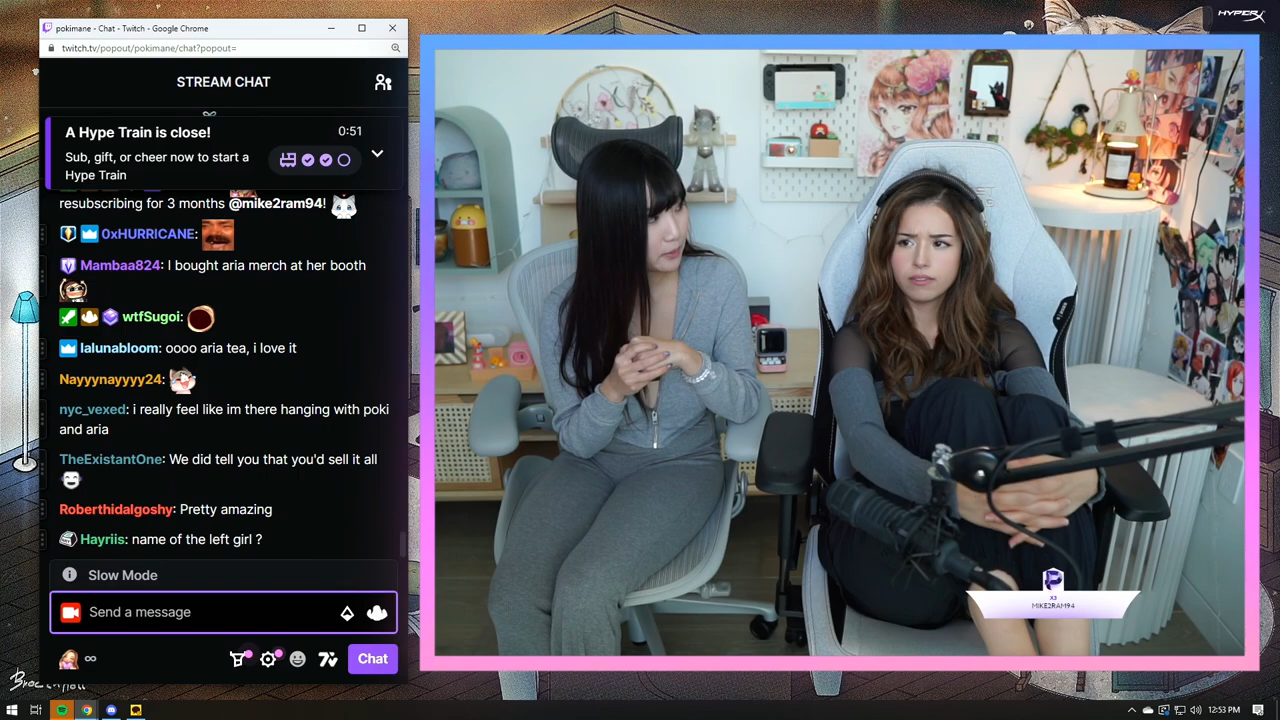 pokimane - Chat - Twitch - Google Chrome
twitch.tv/popout/pokimane/chat?popout=
STREAM CHAT
A Hype Train is close!
0:51
Sub, gift, or cheer now to start a
Hype Train
resubscribing for 3 months @mike2ram94!
0xHURRICANE:
Mambaa824: I bought aria merch at her booth
wtfSugoi:
lalunabloom: oooo aria tea, i love it
Nayyynayyyy24:
nyc_vexed: i really feel like im there hanging with poki
and aria
TheExistantOne: We did tell you that you'd sell it all
Roberthidalgoshy: Pretty amazing
Hayriis: name of the left girl ?
Slow Mode
Send a message
∞
Chat
HYPERX
X3
MIKE2RAM94
12:53 PM